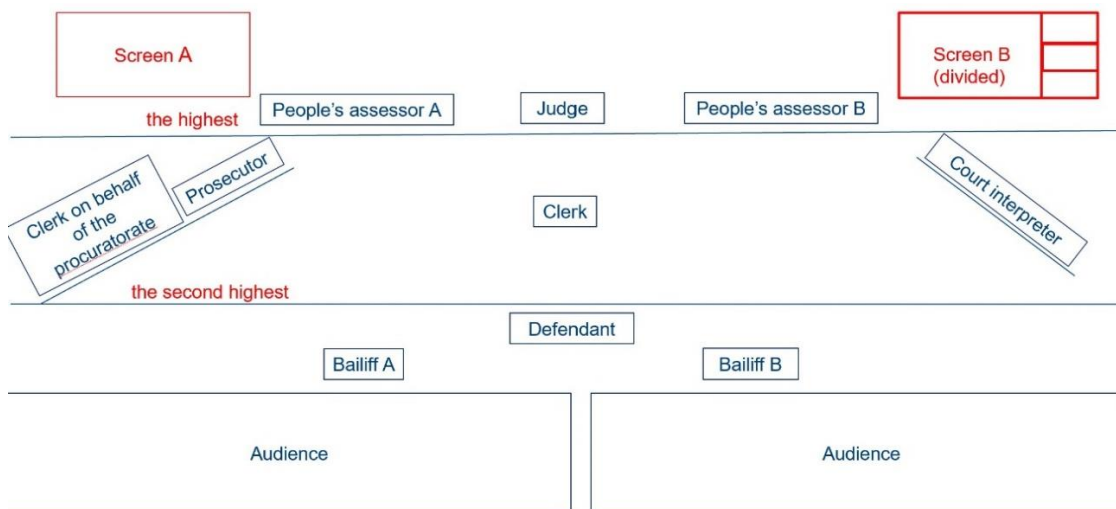 Screen A
Screen B
(divided)
the highest
People's assessor A
Judge
People's assessor B
Clerk on behalf
of the
procuratorate
Prosecutor
Clerk
Court interpreter
the second highest
Defendant
Bailiff A
Bailiff B
Audience
Audience